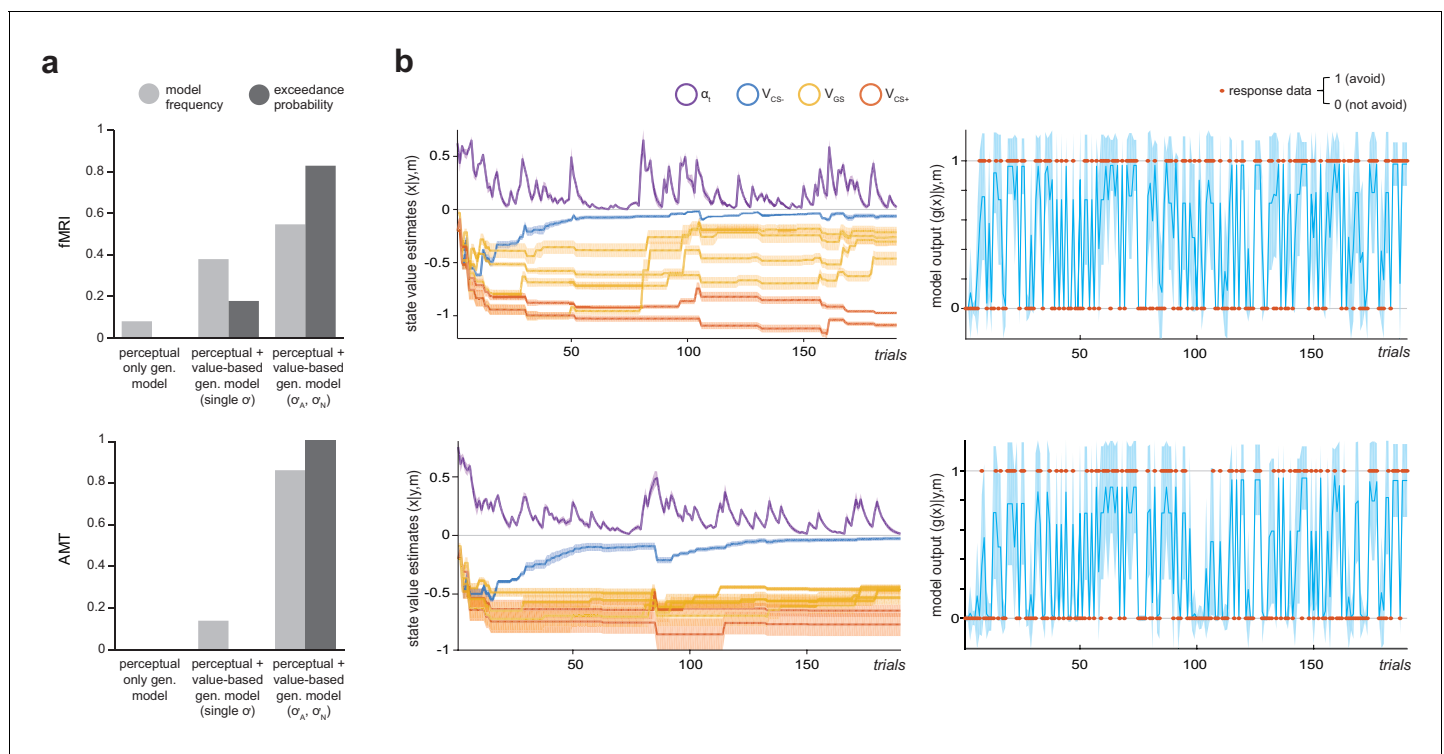 a
model
frequency
exceedance
probability
1
0.8
0.6
0.4
0.2
0
fMRI
perceptual
only gen.
model
perceptual +
value-based
gen. model
(single σ)
perceptual +
value-based
gen. model
(σA, σN)
1
0.8
0.6
0.4
0.2
0
AMT
perceptual
only gen.
model
perceptual +
value-based
gen. model
(single σ)
perceptual +
value-based
gen. model
(σA, σN)
b
αt
VCS-
VGS
VCS+
state value estimates (x|y,m)
0.5
0
-0.5
-1
50
100
150
trials
response data
1 (avoid)
0 (not avoid)
model output (g(x)|y,m)
1
0
50
100
150
trials
state value estimates (x|y,m)
0.5
0
-0.5
-1
50
100
150
trials
model output (g(x)|y,m)
1
0
50
100
150
trials